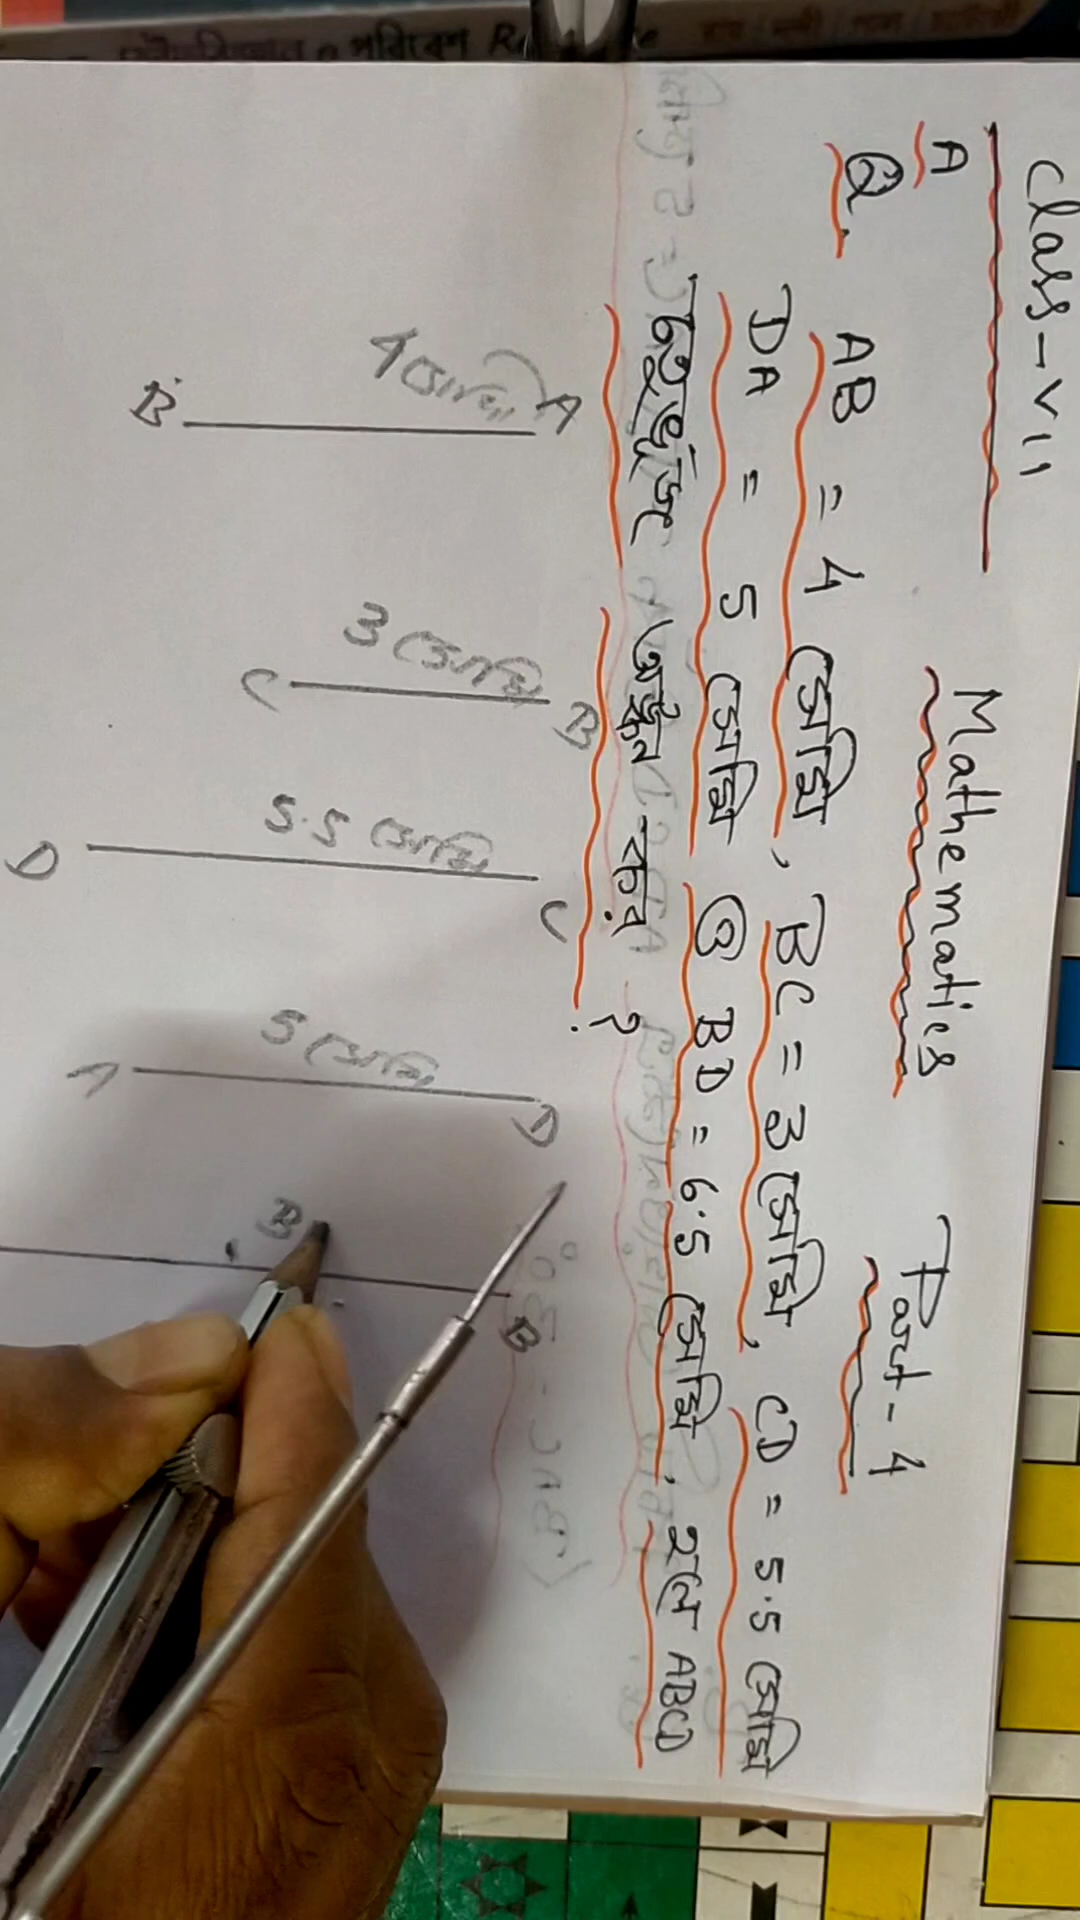 পরিবেশ
Class-VII Mathematics Part-4
A
Q. AB = 4 সেমি, BC = 3 সেমি, CD = 5.5 সেমি
DA = 5 সেমি ও BD = 6.5 সেমি, হলে ABCD
চতুর্ভুজ অঙ্কন কর?
A 4 সেমি B
B 3 সেমি C
C 5.5 সেমি D
D 5 সেমি A
B B